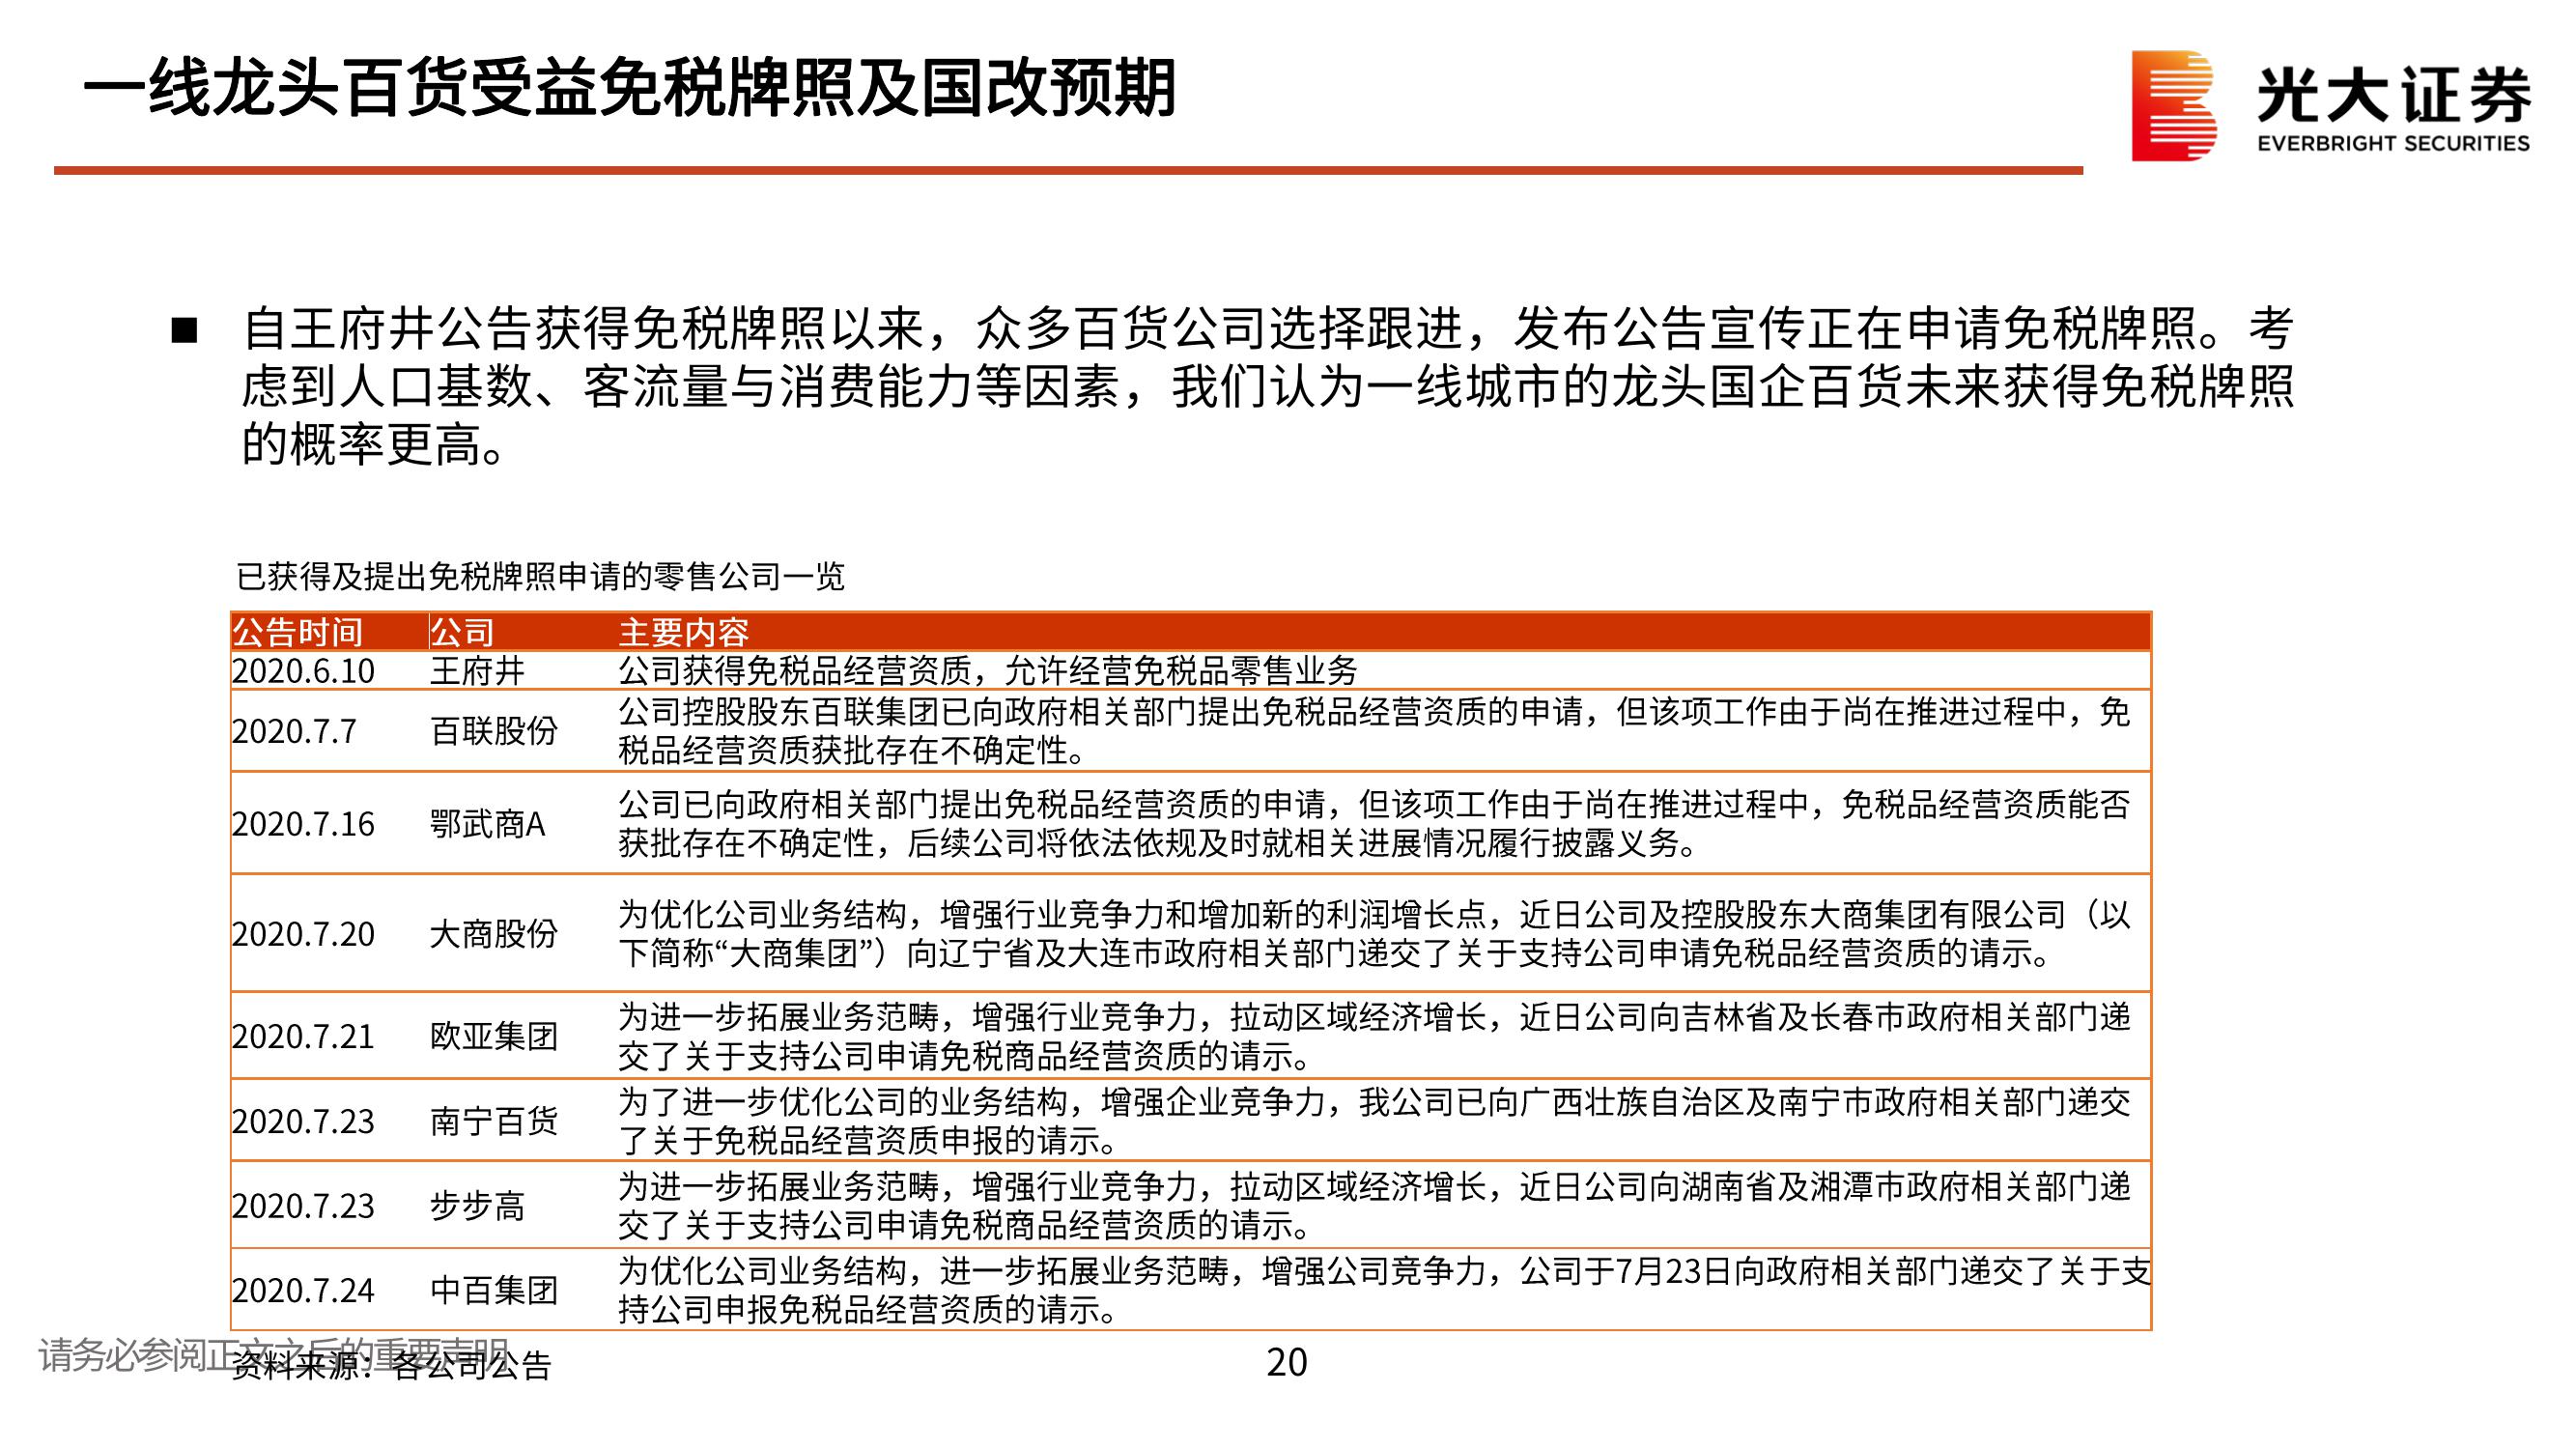 一线龙头百货受益免税牌照及国改预期
光大证券
EVERBRIGHT SECURITIES
■ 自王府井公告获得免税牌照以来，众多百货公司选择跟进，发布公告宣传正在申请免税牌照。考
虑到人口基数、客流量与消费能力等因素，我们认为一线城市的龙头国企百货未来获得免税牌照
的概率更高。
已获得及提出免税牌照申请的零售公司一览
公告时间 公司 主要内容
2020.6.10 王府井 公司获得免税品经营资质，允许经营免税品零售业务
2020.7.7 百联股份 公司控股股东百联集团已向政府相关部门提出免税品经营资质的申请，但该项工作由于尚在推进过程中，免
税品经营资质获批存在不确定性。
2020.7.16 鄂武商A 公司已向政府相关部门提出免税品经营资质的申请，但该项工作由于尚在推进过程中，免税品经营资质能否
获批存在不确定性，后续公司将依法依规及时就相关进展情况履行披露义务。
2020.7.20 大商股份 为优化公司业务结构，增强行业竞争力和增加新的利润增长点，近日公司及控股股东大商集团有限公司（以
下简称“大商集团”）向辽宁省及大连市政府相关部门递交了关于支持公司申请免税品经营资质的请示。
2020.7.21 欧亚集团 为进一步拓展业务范畴，增强行业竞争力，拉动区域经济增长，近日公司向吉林省及长春市政府相关部门递
交了关于支持公司申请免税商品经营资质的请示。
2020.7.23 南宁百货 为了进一步优化公司的业务结构，增强企业竞争力，我公司已向广西壮族自治区及南宁市政府相关部门递交
了关于免税品经营资质申报的请示。
2020.7.23 步步高 为进一步拓展业务范畴，增强行业竞争力，拉动区域经济增长，近日公司向湖南省及湘潭市政府相关部门递
交了关于支持公司申请免税商品经营资质的请示。
2020.7.24 中百集团 为优化公司业务结构，进一步拓展业务范畴，增强公司竞争力，公司于7月23日向政府相关部门递交了关于支
持公司申报免税品经营资质的请示。
请务必参阅正文之后的重要声明
资料来源：各公司公告
20